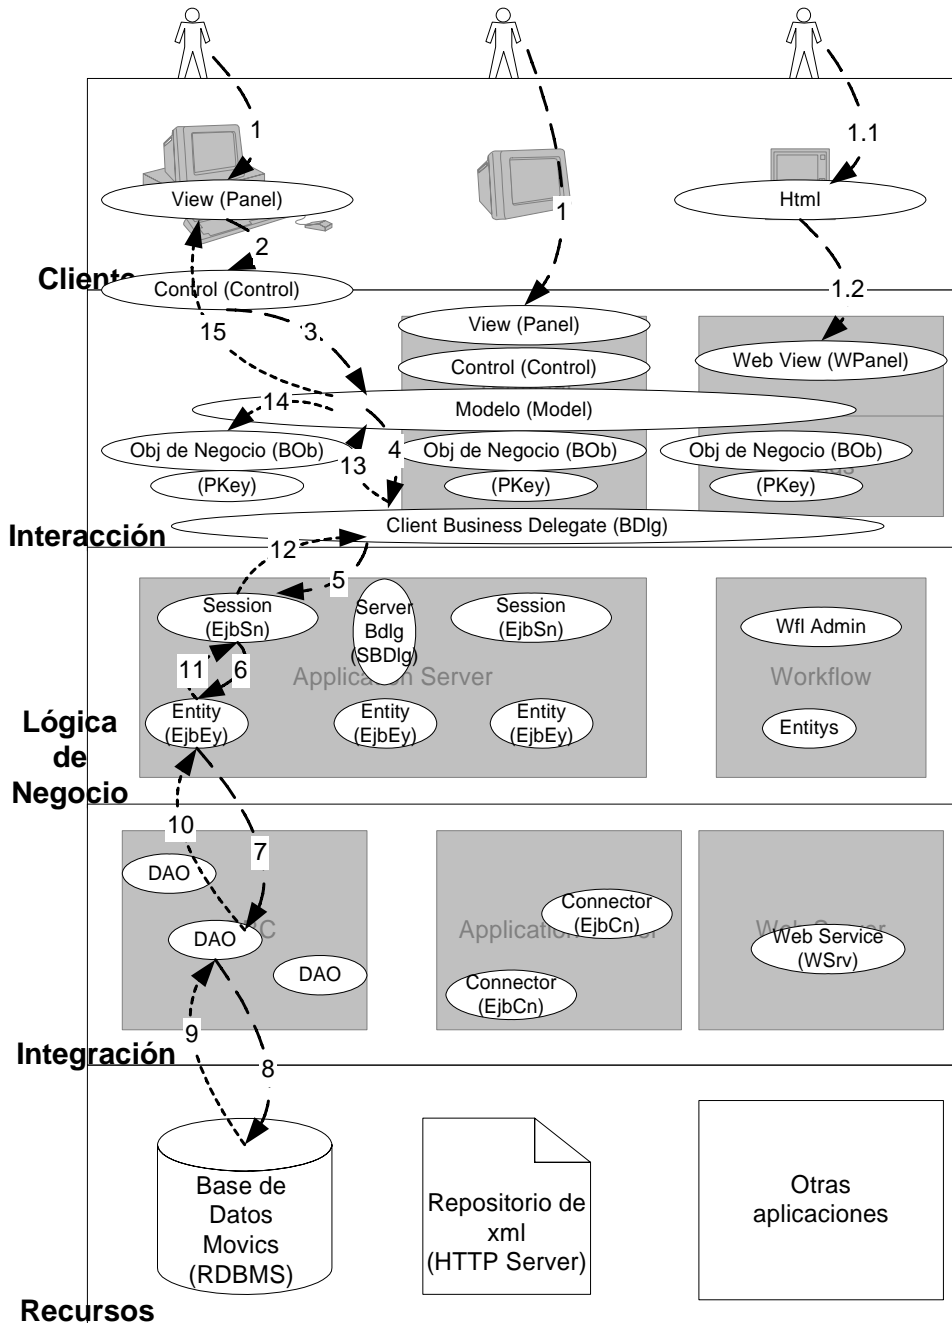 1
1
1.1
View (Panel)
Html
2
Cliente
Control (Control)
1.2
15
3.
View (Panel)
Control (Control)
Web View (WPanel)
14
Modelo (Model)
Obj de Negocio (BOb)
13
4
Obj de Negocio (BOb)
Obj de Negocio (BOb)
(PKey)
(PKey)
(PKey)
Client Business Delegate (BDlg)
Interacción
12
5
Session
(EjbSn)
Server
Bdlg
(SBDlg)
Session
(EjbSn)
Wfl Admin
11
6
Application Server
Workflow
Entity
(EjbEy)
Entity
(EjbEy)
Entity
(EjbEy)
Entitys
Lógica
de
Negocio
10
7
DAO
DAO
DAO
Connector
(EjbCn)
Connector
(EjbCn)
Web Service
(WSrv)
9
Integración
8
Base de
Datos
Movics
(RDBMS)
Repositorio de
xml
(HTTP Server)
Otras
aplicaciones
Recursos